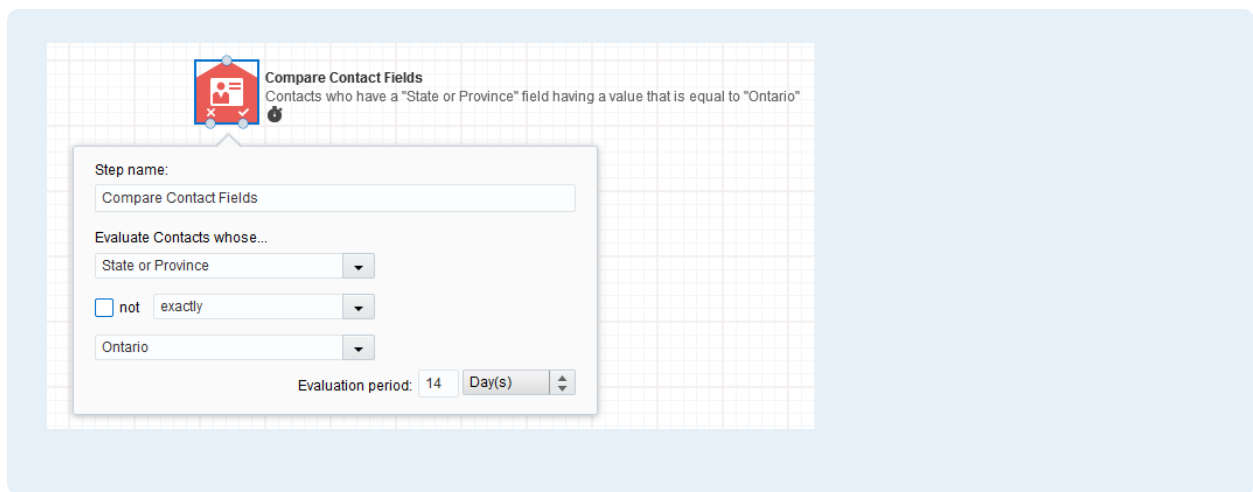 Compare Contact Fields
Contacts who have a "State or Province" field having a value that is equal to "Ontario"
Step name:
Compare Contact Fields
Evaluate Contacts whose...
State or Province
not exactly
Ontario
Evaluation period: 14 Day(s)